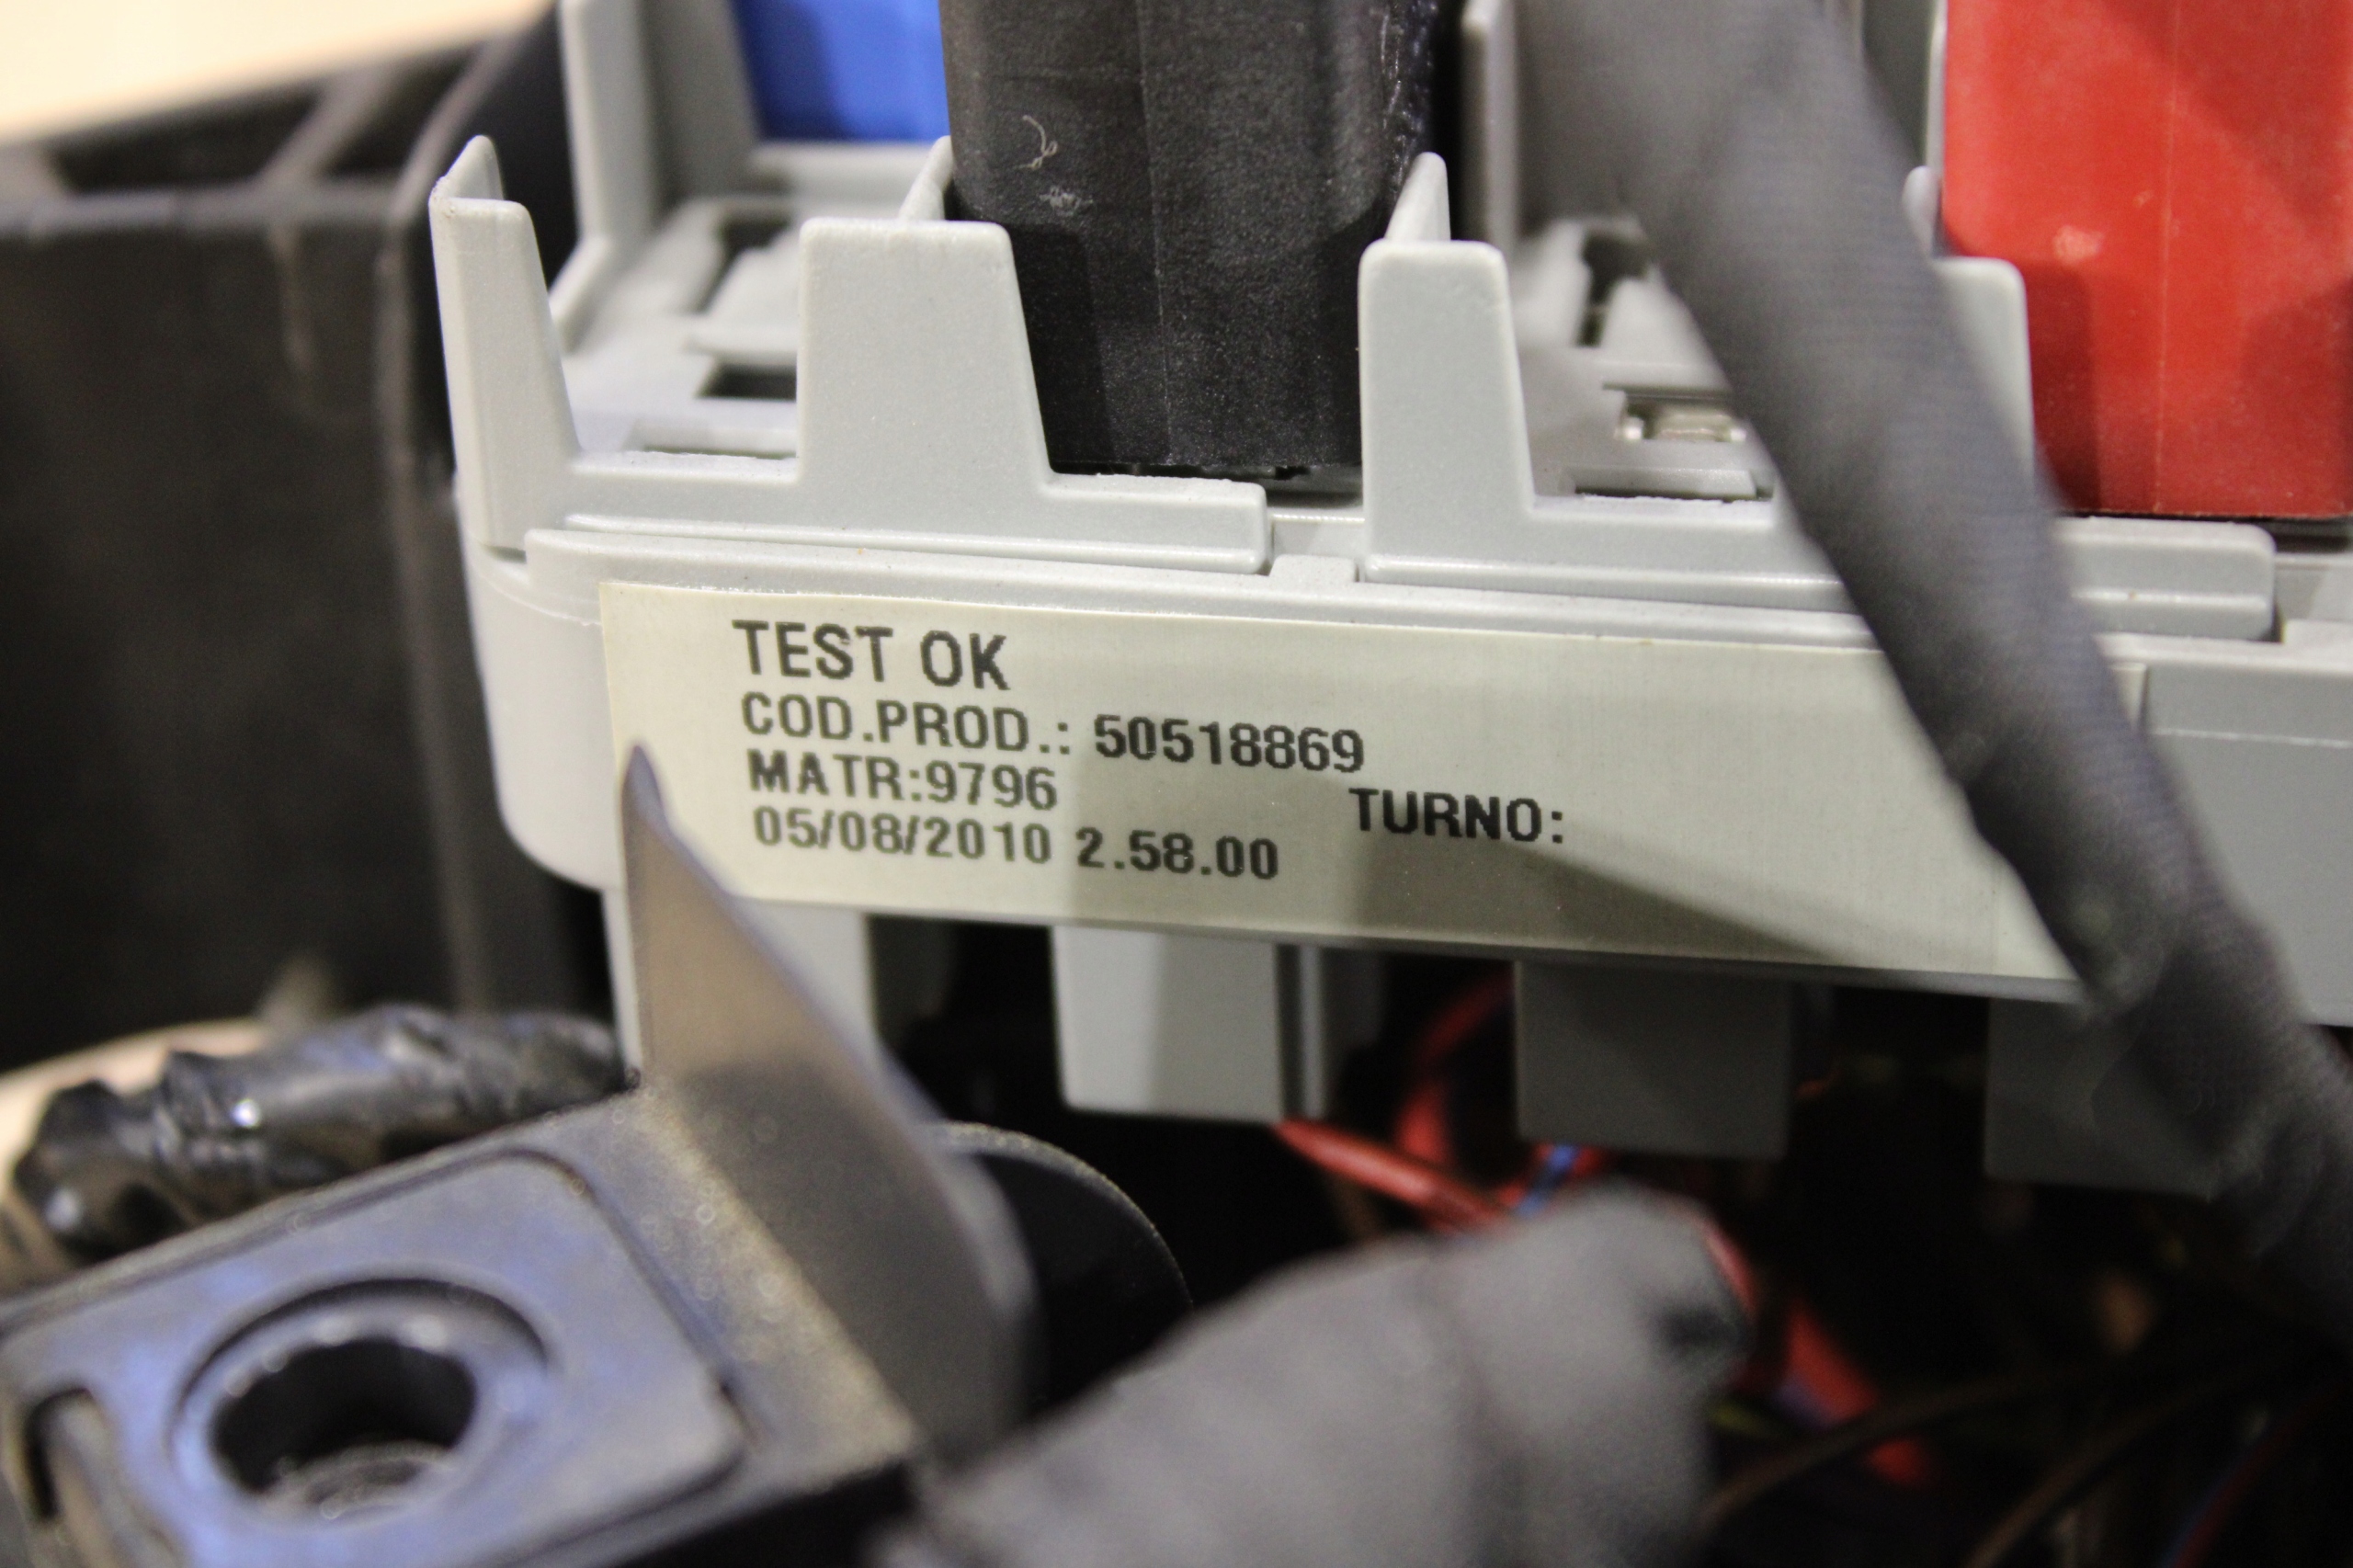 TEST OK
COD.PROD.: 50518869
MATR:9796 TURNO:
05/08/2010 2.58.00